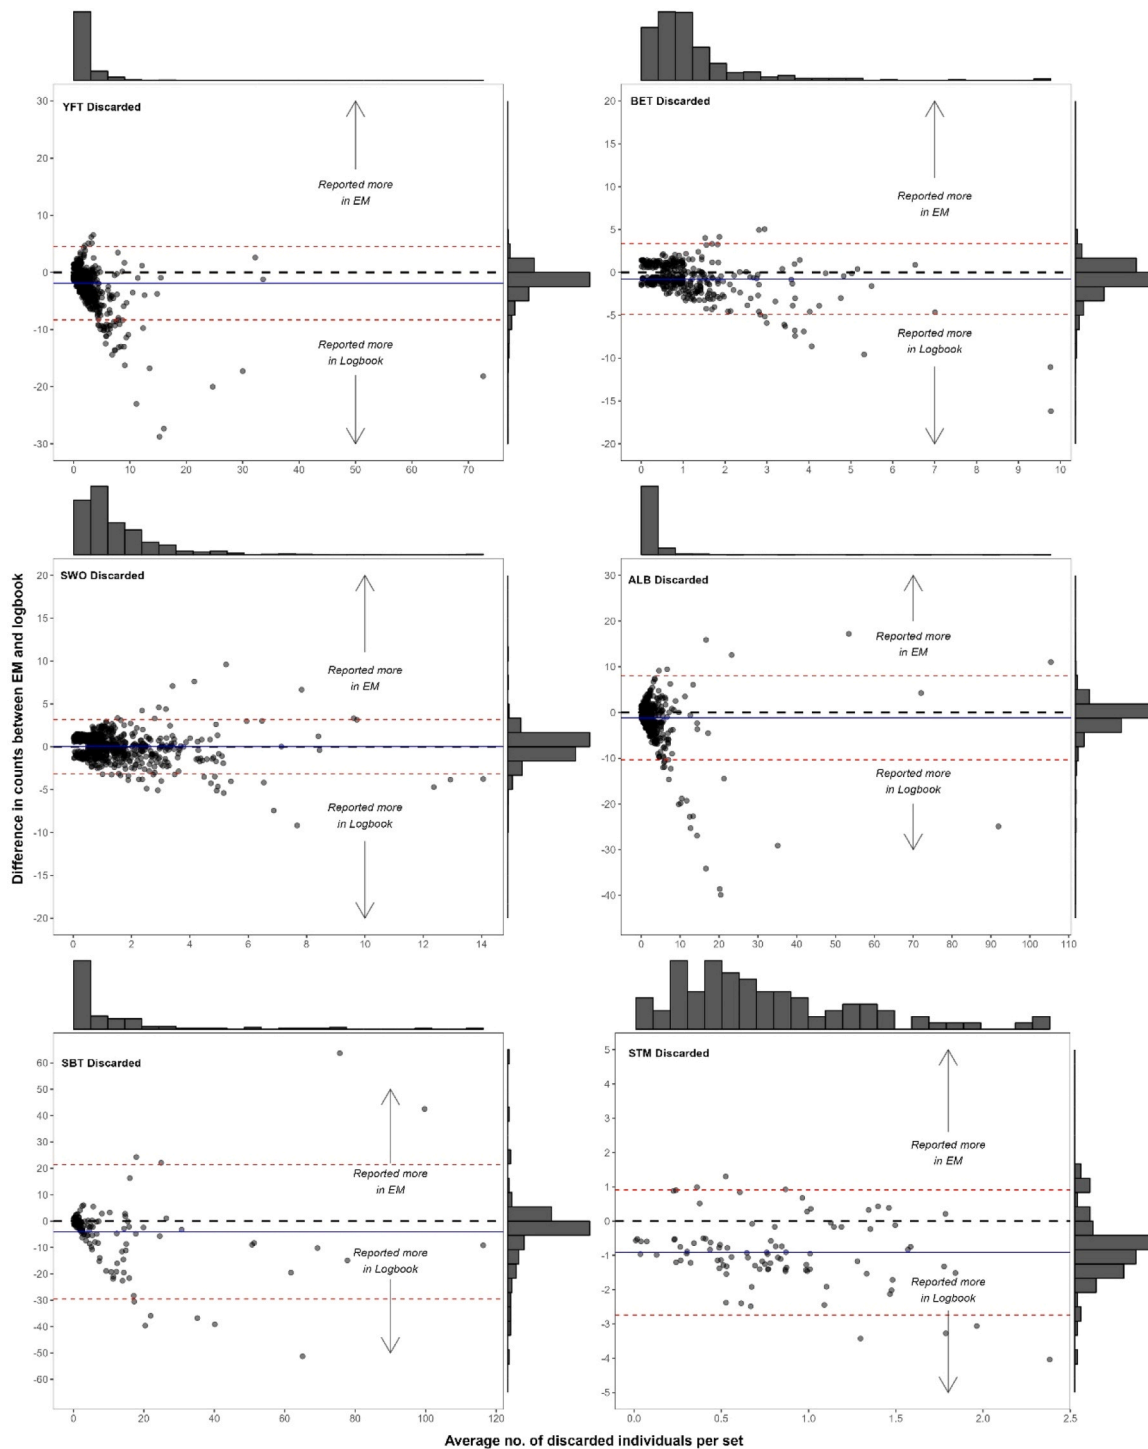 YFT Discarded
30
20
10
0
-10
-20
-30
Reported more
in EM
Reported more
in Logbook
0 10 20 30 40 50 60 70
BET Discarded
20
15
10
5
0
-5
-10
-15
-20
Reported more
in EM
Reported more
in Logbook
0 1 2 3 4 5 6 7 8 9 10
Difference in counts between EM and logbook
SWO Discarded
20
15
10
5
0
-5
-10
-15
-20
Reported more
in EM
Reported more
in Logbook
0 2 4 6 8 10 12 14
ALB Discarded
30
20
10
0
-10
-20
-30
-40
Reported more
in EM
Reported more
in Logbook
0 10 20 30 40 50 60 70 80 90 100 110
SBT Discarded
60
50
40
30
20
10
0
-10
-20
-30
-40
-50
-60
Reported more
in EM
Reported more
in Logbook
0 20 40 60 80 100 120
STM Discarded
5
4
3
2
1
0
-1
-2
-3
-4
-5
Reported more
in EM
Reported more
in Logbook
0.0 0.5 1.0 1.5 2.0 2.5
Average no. of discarded individuals per set